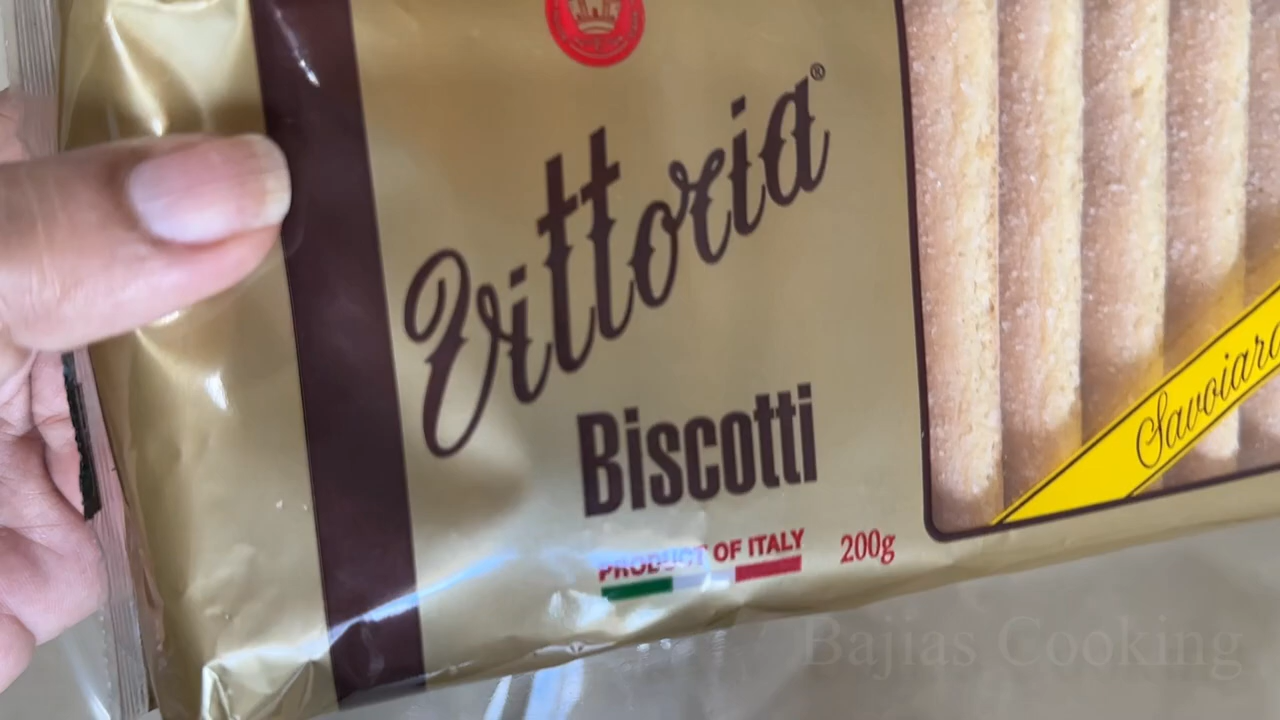 Vittoria®
Biscotti
PRODUCT OF ITALY
200g
Savoiard
Bajias Cooking